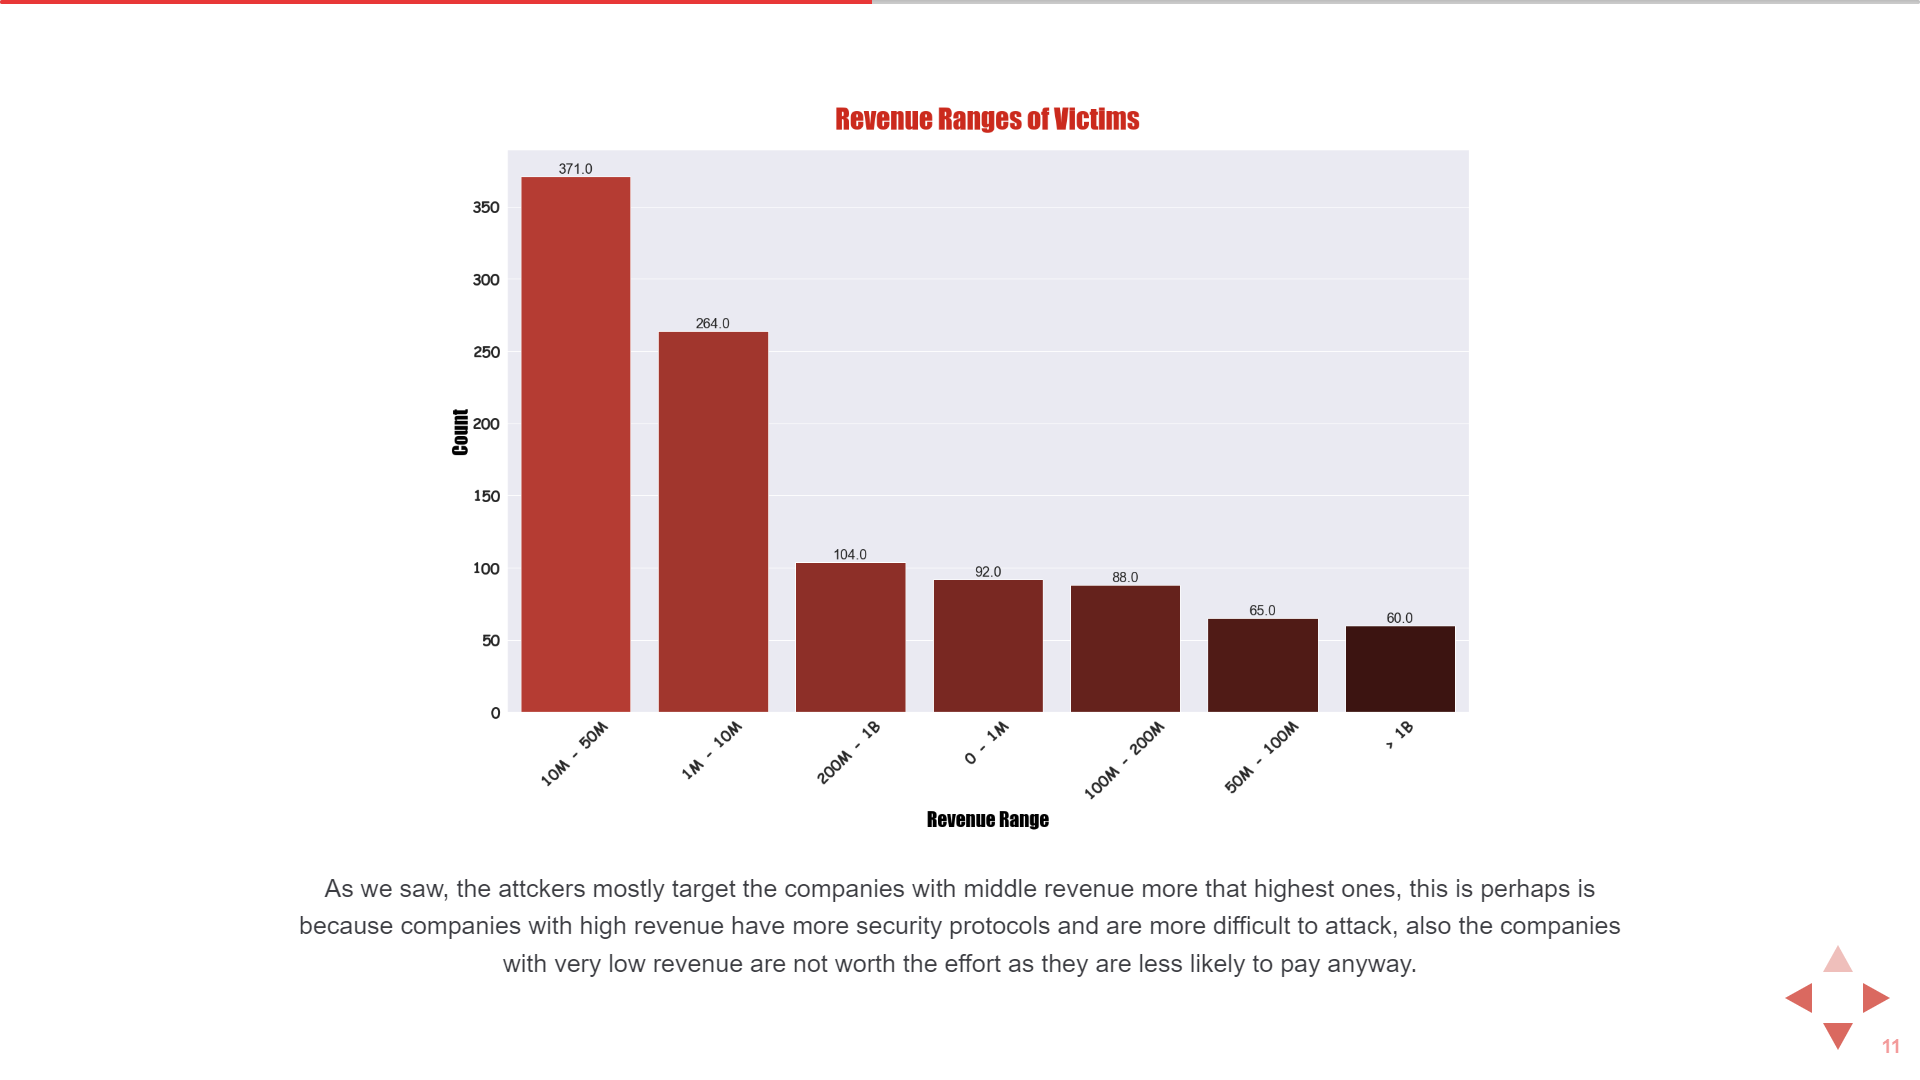 Revenue Ranges of Victims
371.0
350
300
264.0
250
Count
200
150
104.0
100
92.0
88.0
65.0
60.0
50
0
10M - 50M
1M - 10M
200M - 1B
0 - 1M
100M - 200M
50M - 100M
> 1B
Revenue Range
As we saw, the attckers mostly target the companies with middle revenue more that highest ones, this is perhaps is
because companies with high revenue have more security protocols and are more difficult to attack, also the companies
with very low revenue are not worth the effort as they are less likely to pay anyway.
11